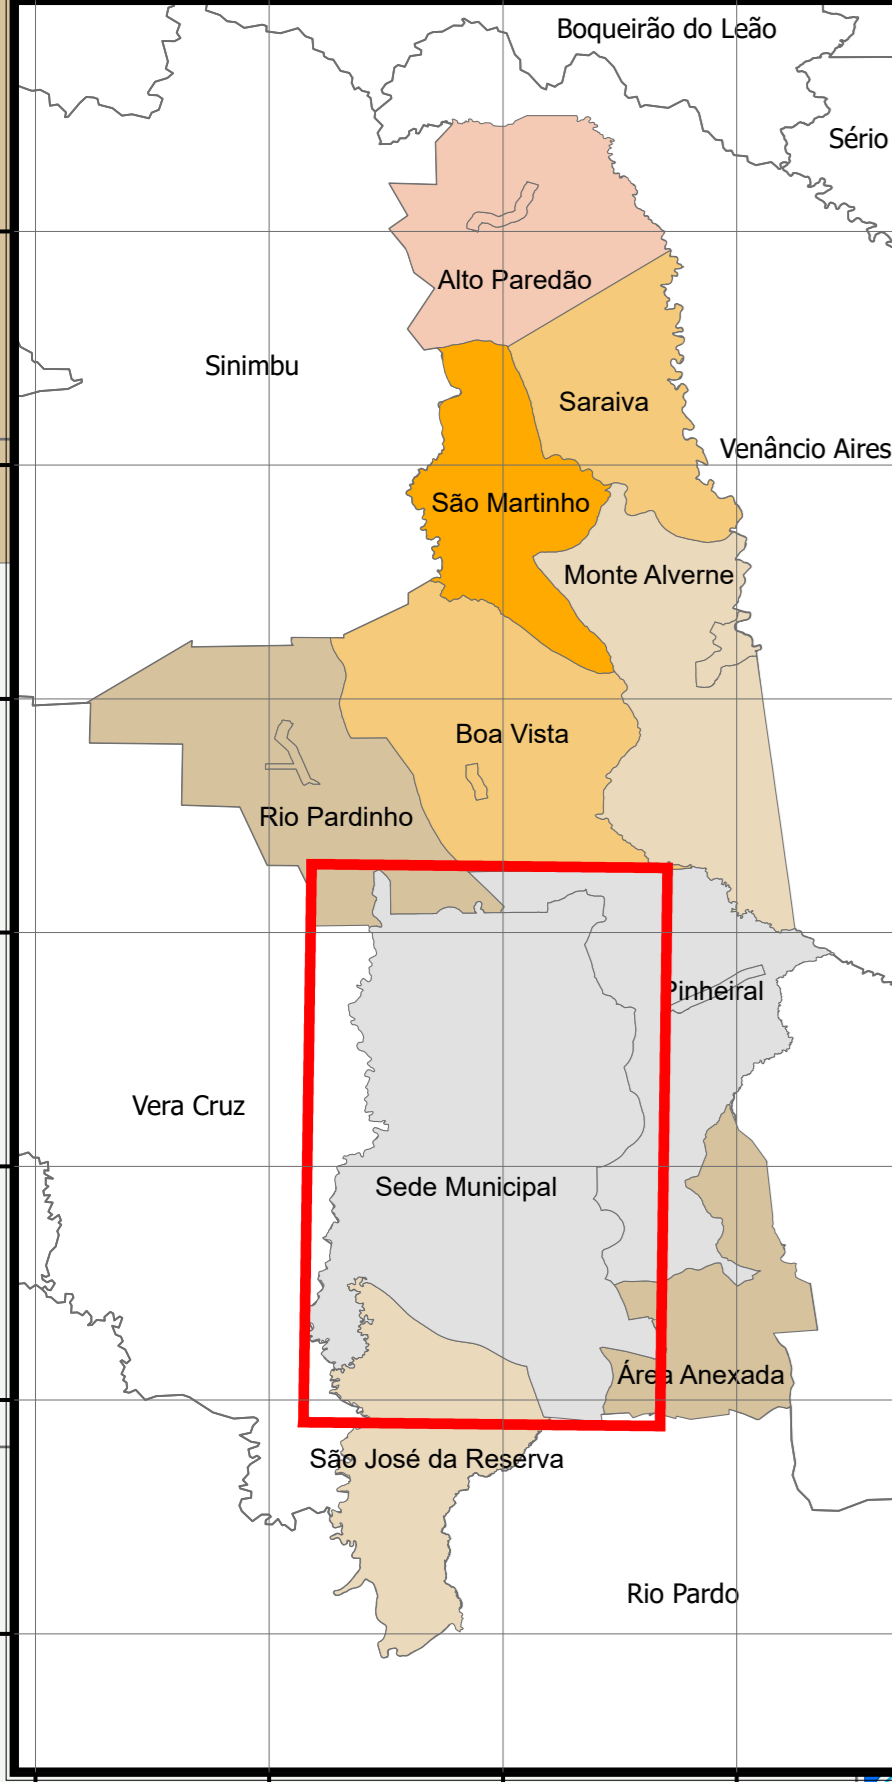 Boqueirão do Leão
Sério
Alto Paredão
Sinimbu
Saraiva
Venâncio Aires
São Martinho
Monte Alverne
Boa Vista
Rio Pardinho
Pinheiral
Vera Cruz
Sede Municipal
Área Anexada
São José da Reserva
Rio Pardo